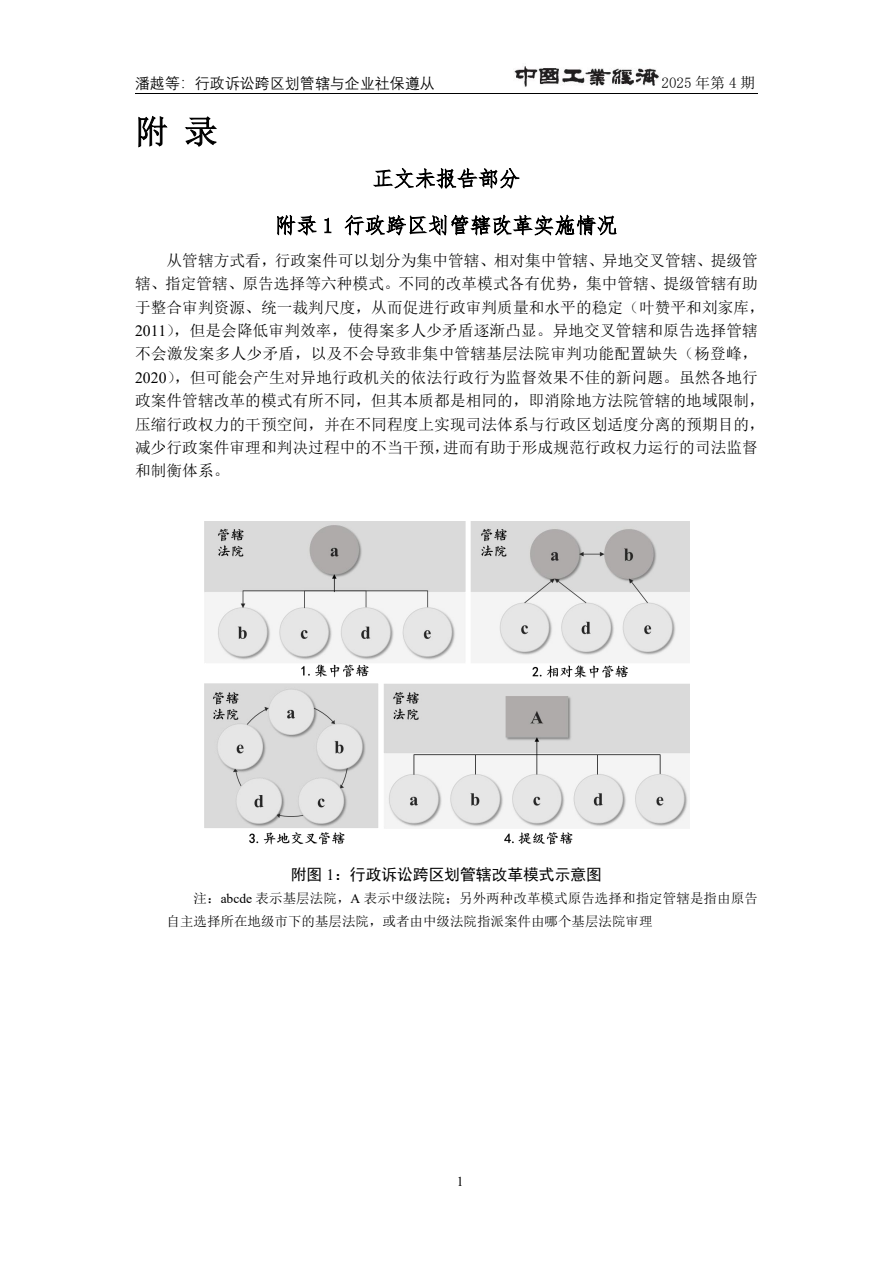 潘越等：行政诉讼跨区划管辖与企业社保遵从
中國工業經濟 2025 年第 4 期
附 录
正文未报告部分
附录 1 行政跨区划管辖改革实施情况
从管辖方式看，行政案件可以划分为集中管辖、相对集中管辖、异地交叉管辖、提级管
辖、指定管辖、原告选择等六种模式。不同的改革模式各有优势，集中管辖、提级管辖有助
于整合审判资源、统一裁判尺度，从而促进行政审判质量和水平的稳定（叶赞平和刘家库，
2011），但是会降低审判效率，使得案多人少矛盾逐渐凸显。异地交叉管辖和原告选择管辖
不会激发案多人少矛盾，以及不会导致非集中管辖基层法院审判功能配置缺失（杨登峰，
2020），但可能会产生对异地行政机关的依法行政行为监督效果不佳的新问题。虽然各地行
政案件管辖改革的模式有所不同，但其本质都是相同的，即消除地方法院管辖的地域限制，
压缩行政权力的干预空间，并在不同程度上实现司法体系与行政区划适度分离的预期目的，
减少行政案件审理和判决过程中的不当干预，进而有助于形成规范行政权力运行的司法监督
和制衡体系。
管辖
法院
a
b c d e
1.集中管辖
管辖
法院
a b
c d e
2.相对集中管辖
管辖
法院
a
e b
d c
3.异地交叉管辖
管辖
法院
A
a b c d e
4.提级管辖
附图 1：行政诉讼跨区划管辖改革模式示意图
注：abcde 表示基层法院，A 表示中级法院；另外两种改革模式原告选择和指定管辖是指由原告
自主选择所在地级市下的基层法院，或者由中级法院指派案件由哪个基层法院审理
1